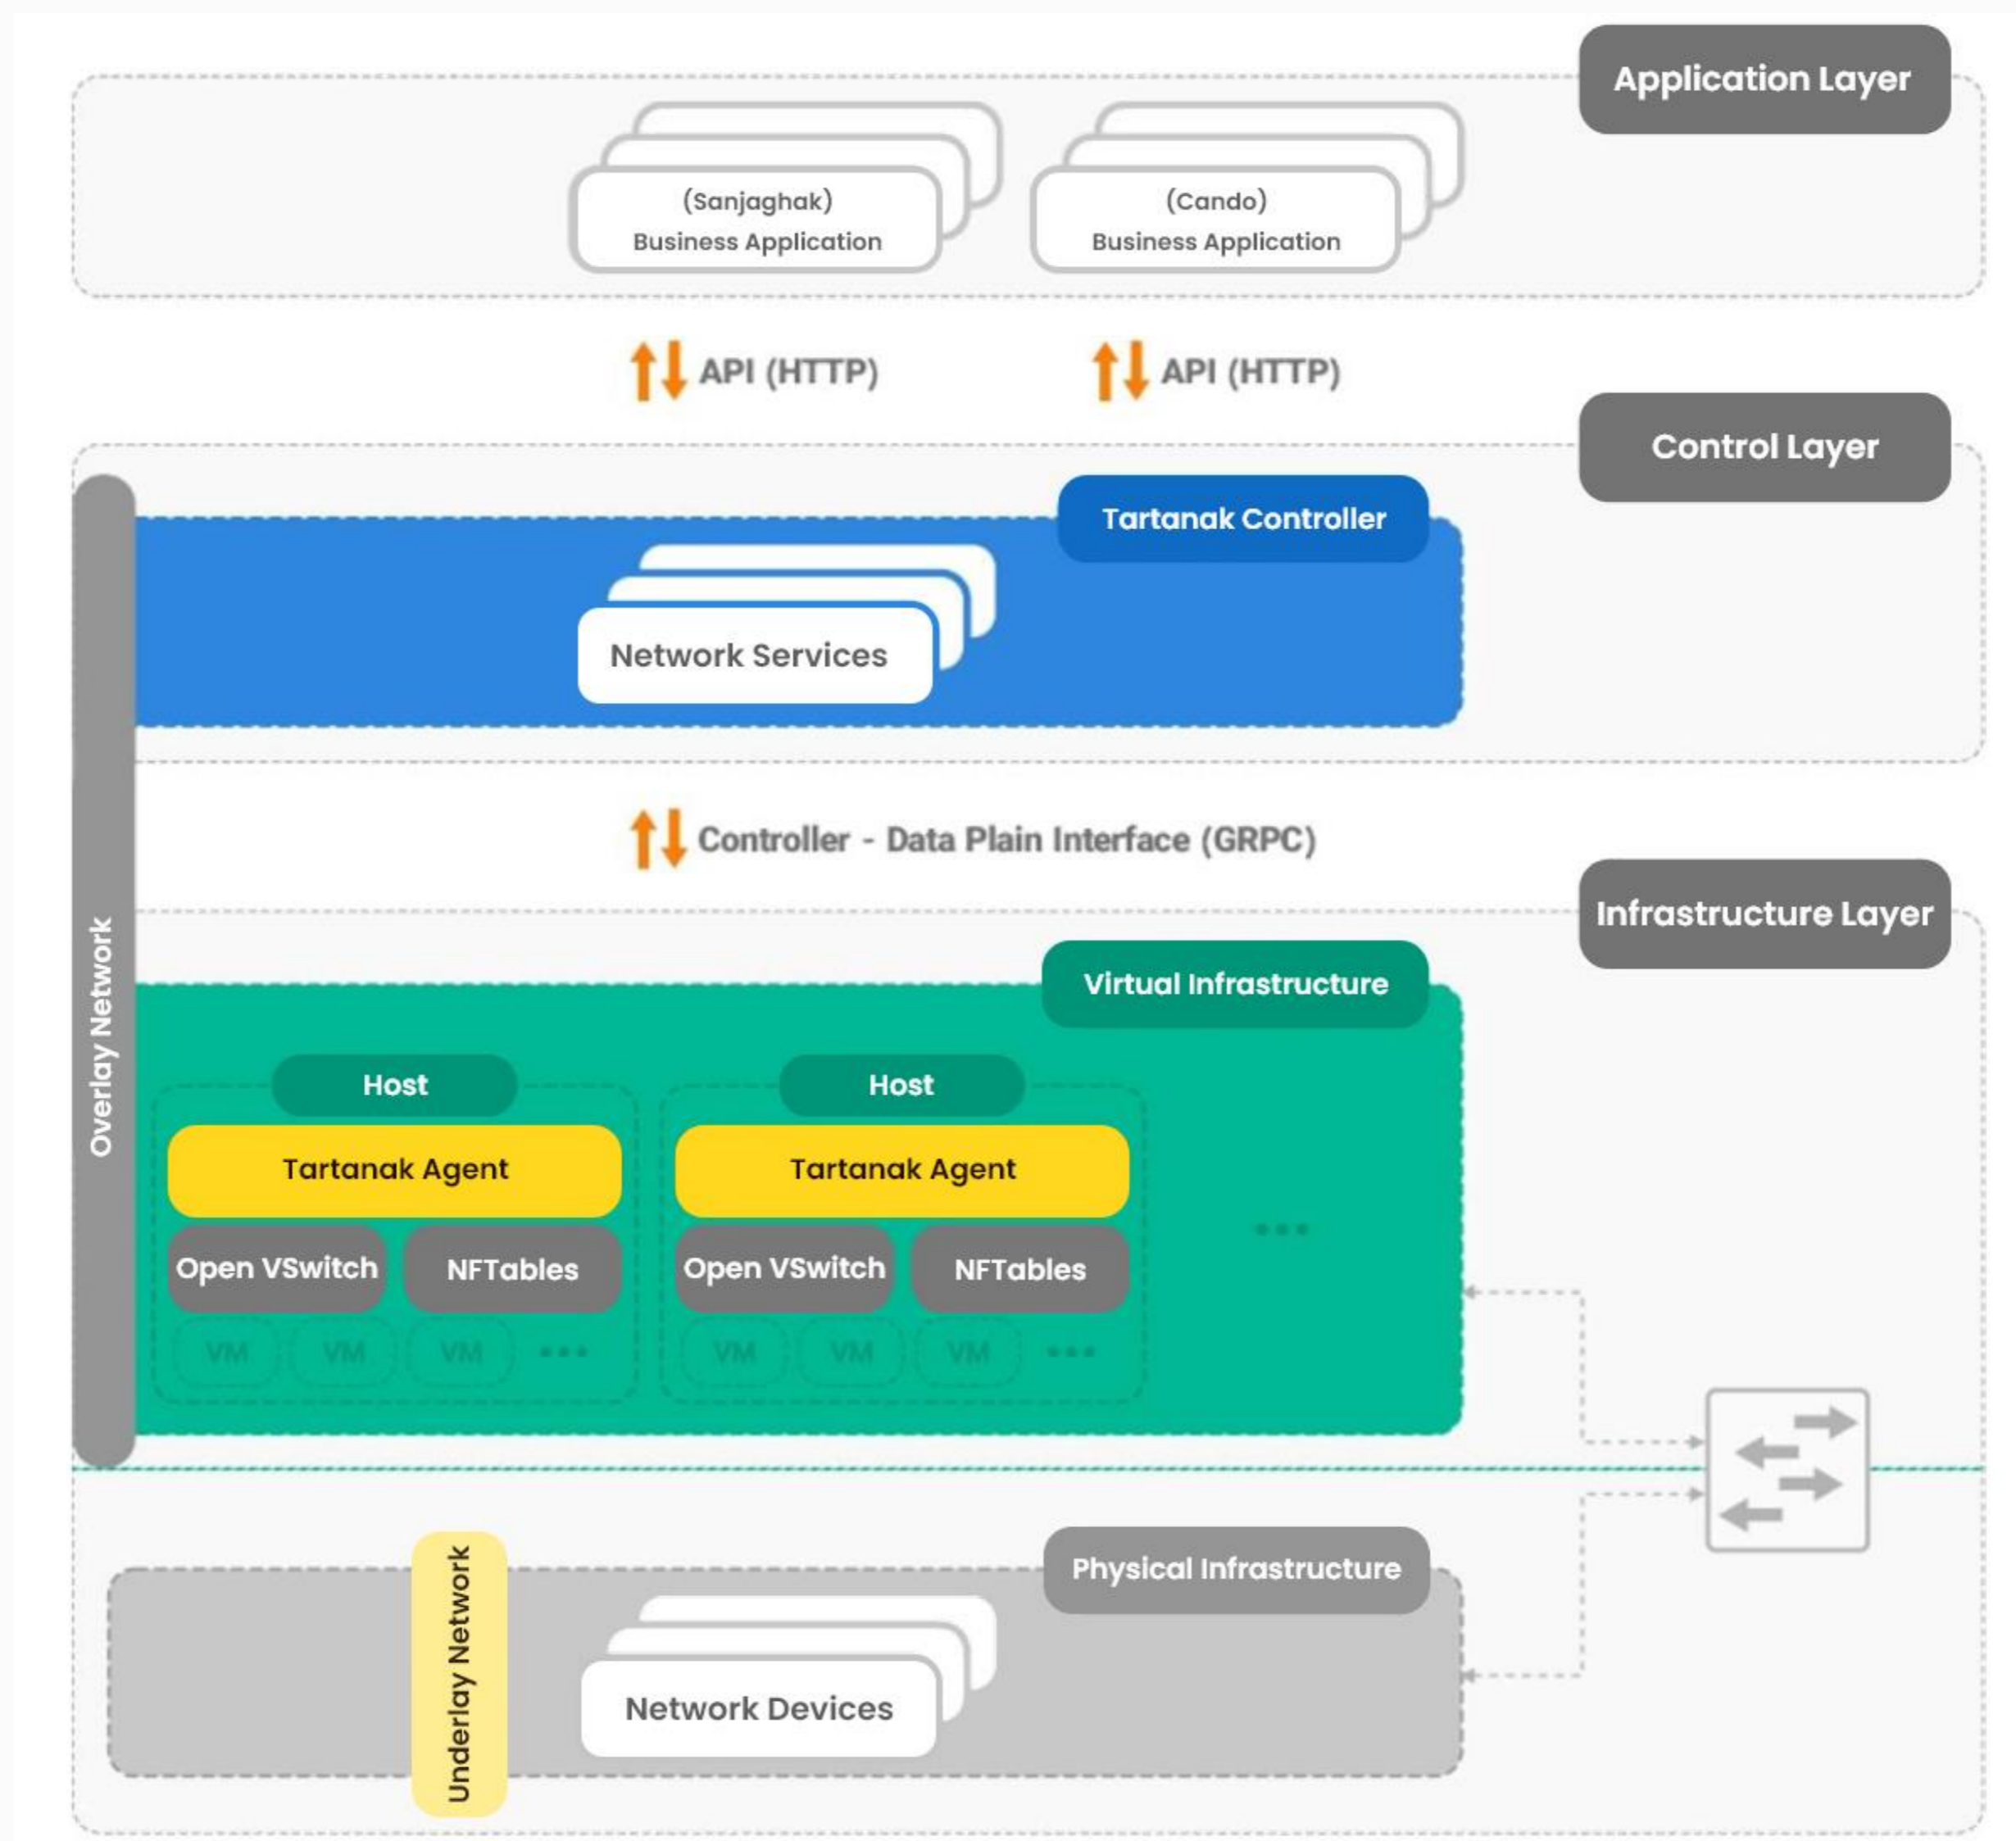 Application Layer
(Sanjaghak)
Business Application
(Cando)
Business Application
API (HTTP)
API (HTTP)
Control Layer
Tartanak Controller
Network Services
Controller - Data Plain Interface (GRPC)
Infrastructure Layer
Overlay Network
Virtual Infrastructure
Host
Host
Tartanak Agent
Tartanak Agent
Open VSwitch
NFTables
Open VSwitch
NFTables
VM
VM
VM
•••
VM
VM
VM
•••
•••
Physical Infrastructure
Underlay Network
Network Devices